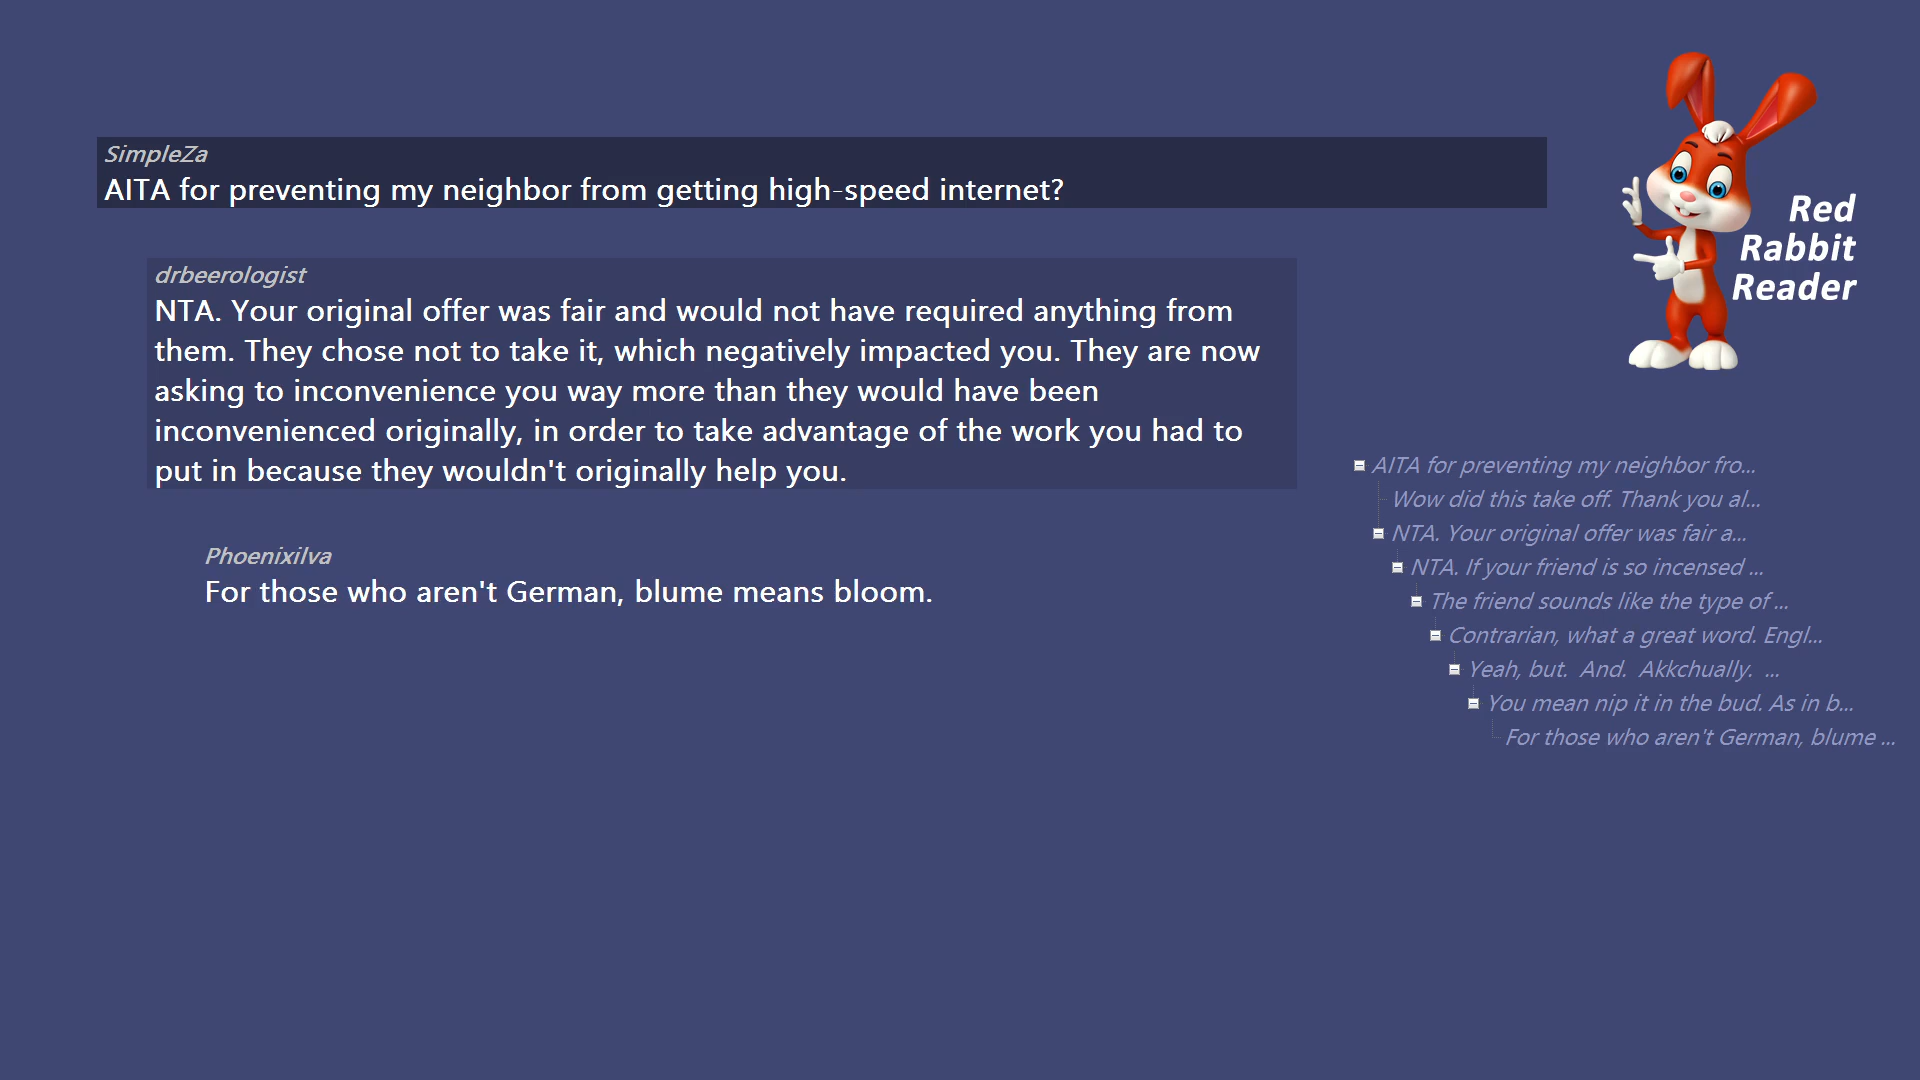 SimpleZa
AITA for preventing my neighbor from getting high-speed internet?
drbeerologist
NTA. Your original offer was fair and would not have required anything from
them. They chose not to take it, which negatively impacted you. They are now
asking to inconvenience you way more than they would have been
inconvenienced originally, in order to take advantage of the work you had to
put in because they wouldn't originally help you.
Phoenixilva
For those who aren't German, blume means bloom.
Red
Rabbit
Reader
AITA for preventing my neighbor fro...
Wow did this take off. Thank you al...
NTA. Your original offer was fair a...
NTA. If your friend is so incensed ...
The friend sounds like the type of ...
Contrarian, what a great word. Engl...
Yeah, but.  And.  Akkchually.  ...
You mean nip it in the bud. As in b...
For those who aren't German, blume ...